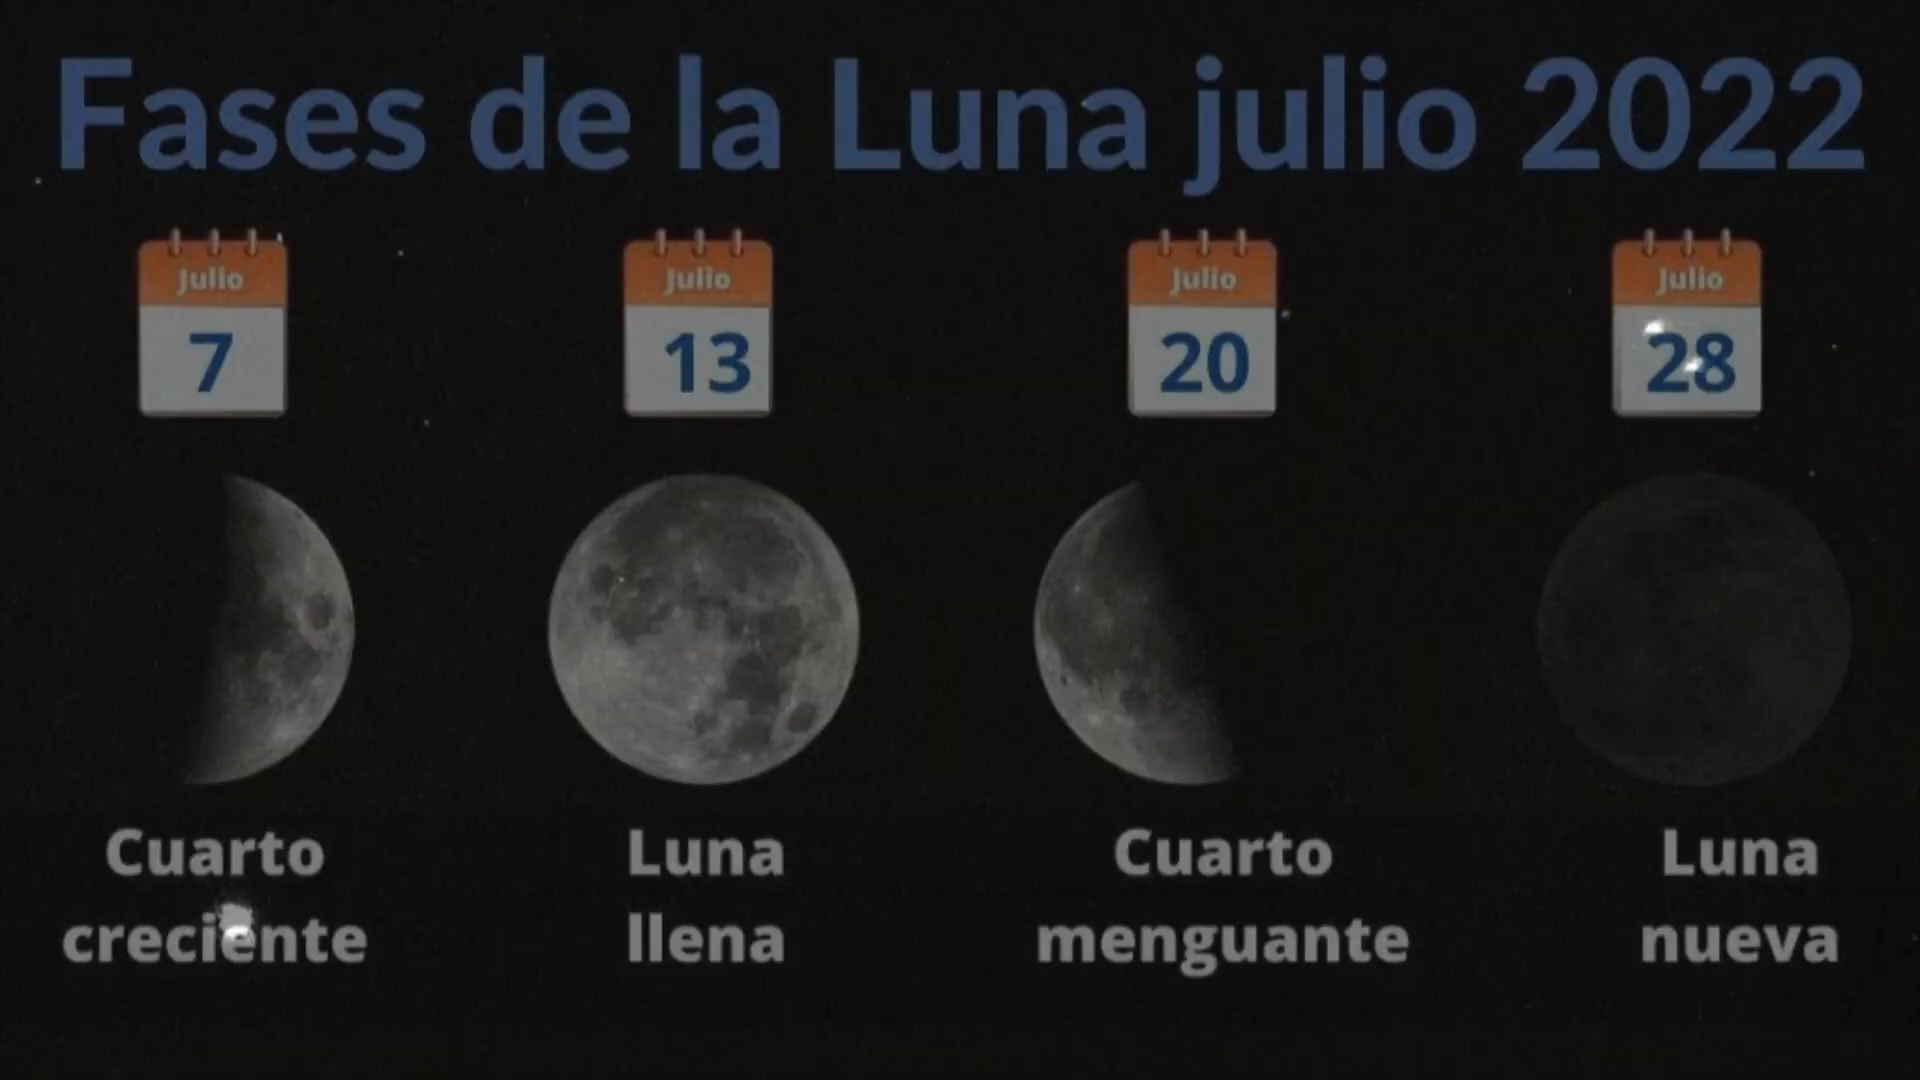 Fases de la Luna julio 2022
Julio Julio Julio Julio
7 13 20 28
Cuarto Luna Cuarto Luna
creciente llena menguante nueva